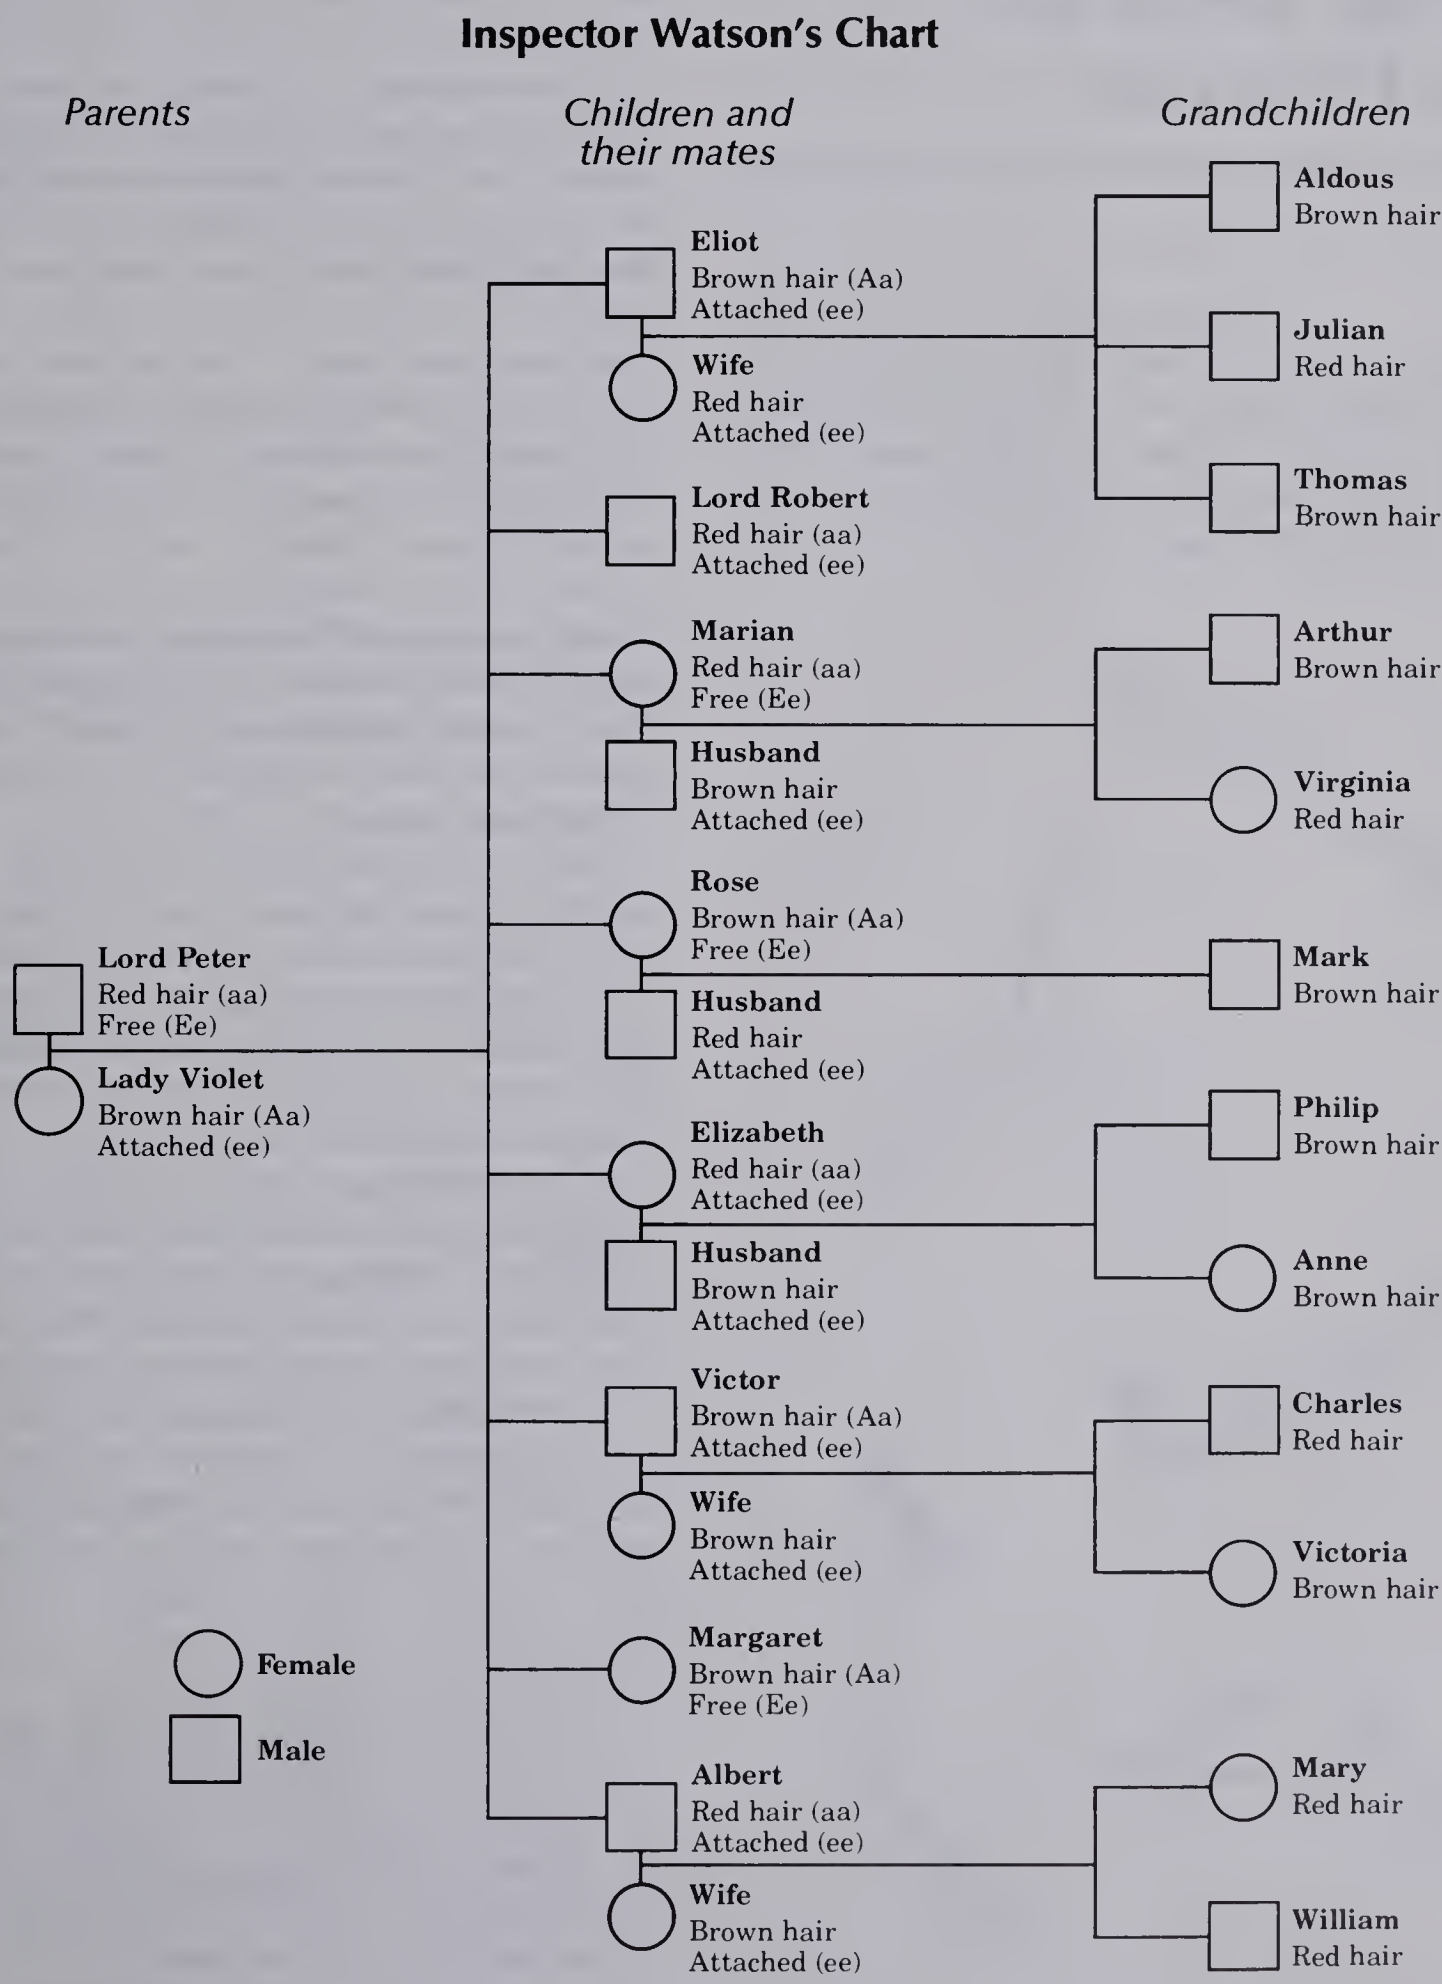 Inspector Watson's Chart
Parents
Children and
their mates
Grandchildren
Lord Peter
Red hair (aa)
Free (Ee)
Lady Violet
Brown hair (Aa)
Attached (ee)
Eliot
Brown hair (Aa)
Attached (ee)
Wife
Red hair
Attached (ee)
Lord Robert
Red hair (aa)
Attached (ee)
Marian
Red hair (aa)
Free (Ee)
Husband
Brown hair
Attached (ee)
Rose
Brown hair (Aa)
Free (Ee)
Husband
Red hair
Attached (ee)
Elizabeth
Red hair (aa)
Attached (ee)
Husband
Brown hair
Attached (ee)
Victor
Brown hair (Aa)
Attached (ee)
Wife
Brown hair
Attached (ee)
Margaret
Brown hair (Aa)
Free (Ee)
Albert
Red hair (aa)
Attached (ee)
Wife
Brown hair
Attached (ee)
Aldous
Brown hair
Julian
Red hair
Thomas
Brown hair
Arthur
Brown hair
Virginia
Red hair
Mark
Brown hair
Philip
Brown hair
Anne
Brown hair
Charles
Red hair
Victoria
Brown hair
Mary
Red hair
William
Red hair
Female
Male